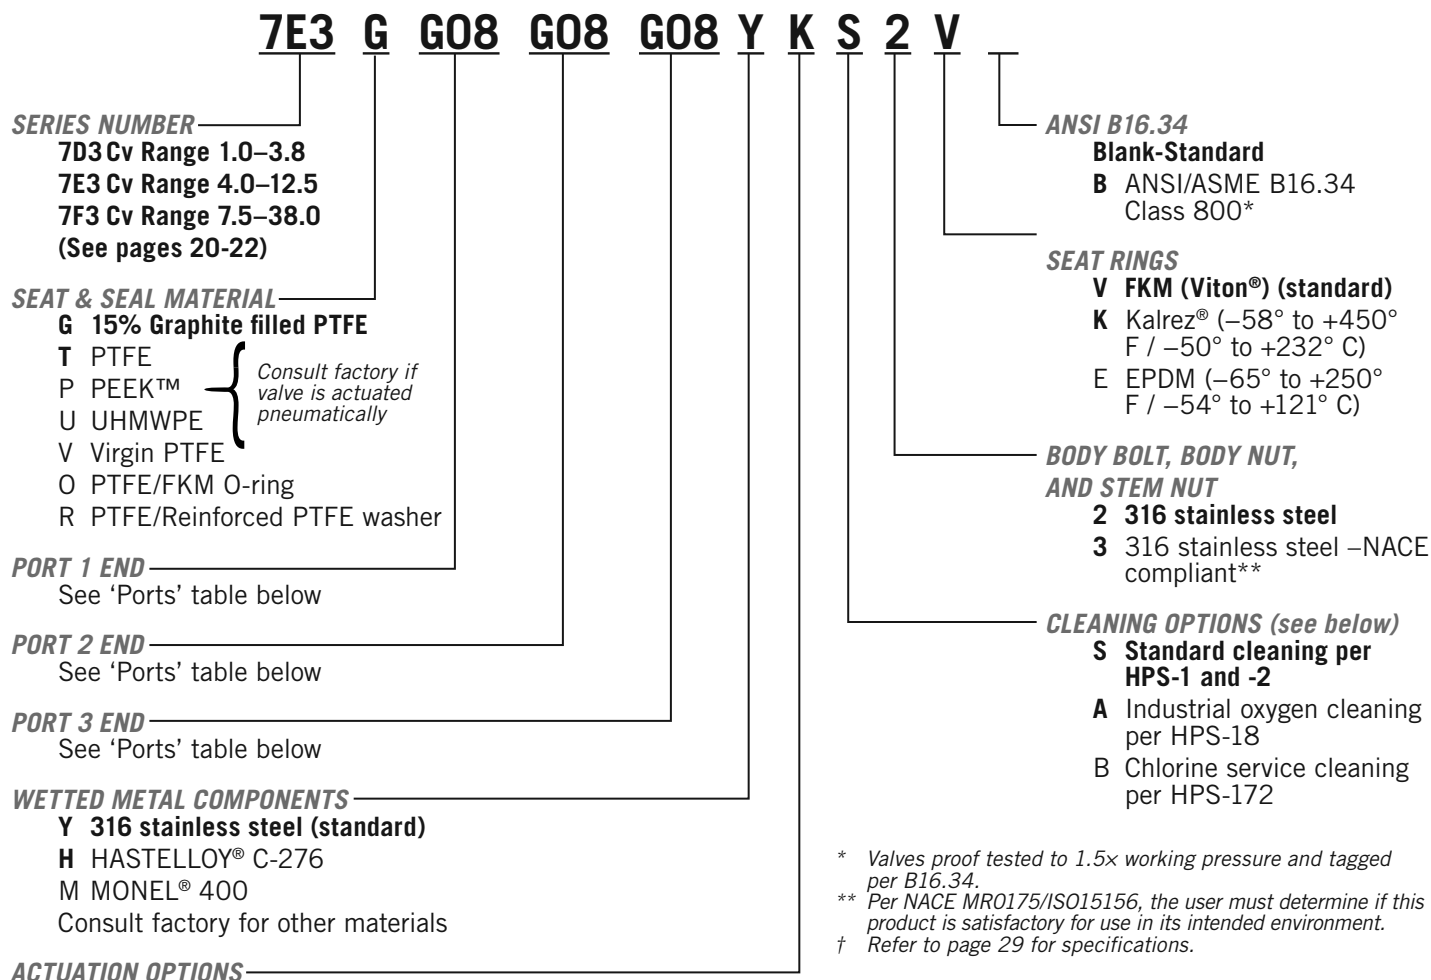 7E3 G G08 G08 G08 Y K S 2 V
SERIES NUMBER
7D3 Cv Range 1.0–3.8
7E3 Cv Range 4.0–12.5
7F3 Cv Range 7.5–38.0
(See pages 20-22)
SEAT & SEAL MATERIAL
G 15% Graphite filled PTFE
T PTFE
P PEEK™
U UHMWPE
V Virgin PTFE
Consult factory if
valve is actuated
pneumatically
O PTFE/FKM O-ring
R PTFE/Reinforced PTFE washer
PORT 1 END
See ‘Ports’ table below
PORT 2 END
See ‘Ports’ table below
PORT 3 END
See ‘Ports’ table below
WETTED METAL COMPONENTS
Y 316 stainless steel (standard)
H HASTELLOY® C-276
M MONEL® 400
Consult factory for other materials
ACTUATION OPTIONS
ANSI B16.34
Blank-Standard
B ANSI/ASME B16.34
Class 800*
SEAT RINGS
V FKM (Viton®) (standard)
K Kalrez® (–58° to +450°
F / –50° to +232° C)
E EPDM (–65° to +250°
F / –54° to +121° C)
BODY BOLT, BODY NUT,
AND STEM NUT
2 316 stainless steel
3 316 stainless steel –NACE
compliant**
CLEANING OPTIONS (see below)
S Standard cleaning per
HPS-1 and -2
A Industrial oxygen cleaning
per HPS-18
B Chlorine service cleaning
per HPS-172
* Valves proof tested to 1.5× working pressure and tagged
per B16.34.
** Per NACE MR0175/ISO15156, the user must determine if this
product is satisfactory for use in its intended environment.
† Refer to page 29 for specifications.